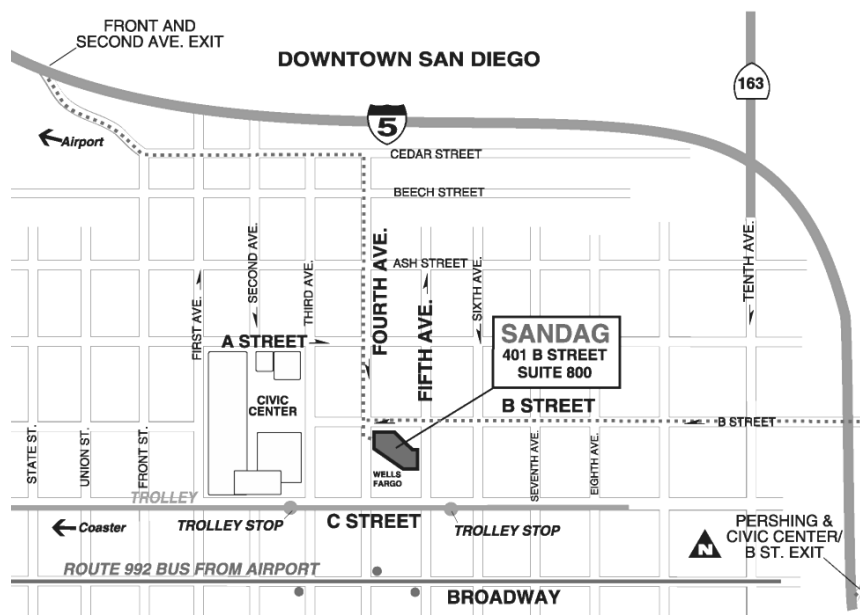 FRONT AND
SECOND AVE. EXIT
DOWNTOWN SAN DIEGO
163
5
Airport
CEDAR STREET
BEECH STREET
ASH STREET
FIRST AVE.
SECOND AVE.
THIRD AVE.
FOURTH AVE.
FIFTH AVE.
SIXTH AVE.
TENTH AVE.
A STREET
SANDAG
401 B STREET
SUITE 800
CIVIC
CENTER
B STREET
B STREET
STATE ST.
UNION ST.
FRONT ST.
WELLS
FARGO
SEVENTH AVE.
EIGHTH AVE.
TROLLEY
Coaster
TROLLEY STOP
C STREET
TROLLEY STOP
N
PERSHING &
CIVIC CENTER/
B ST. EXIT
ROUTE 992 BUS FROM AIRPORT
BROADWAY